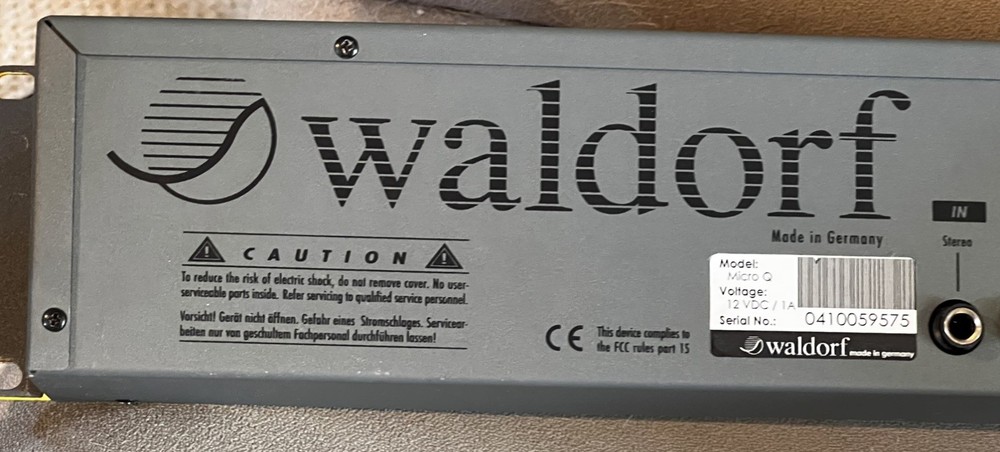 waldorf
Made in Germany
IN
Stereo
CAUTION
To reduce the risk of electric shock, do not remove cover. No user-
serviceable parts inside. Refer servicing to qualified service personnel.
Vorsicht! Gerät nicht öffnen. Gefahr eines Stromschlages. Servicear-
beiten nur von geschultem Fachpersonal durchführen lassen!
CE
This device complies to
the FCC rules part 15
Model:
Micro Q
Voltage:
12 VDC / 1A
Serial No.: 0410059575
waldorf made in germany